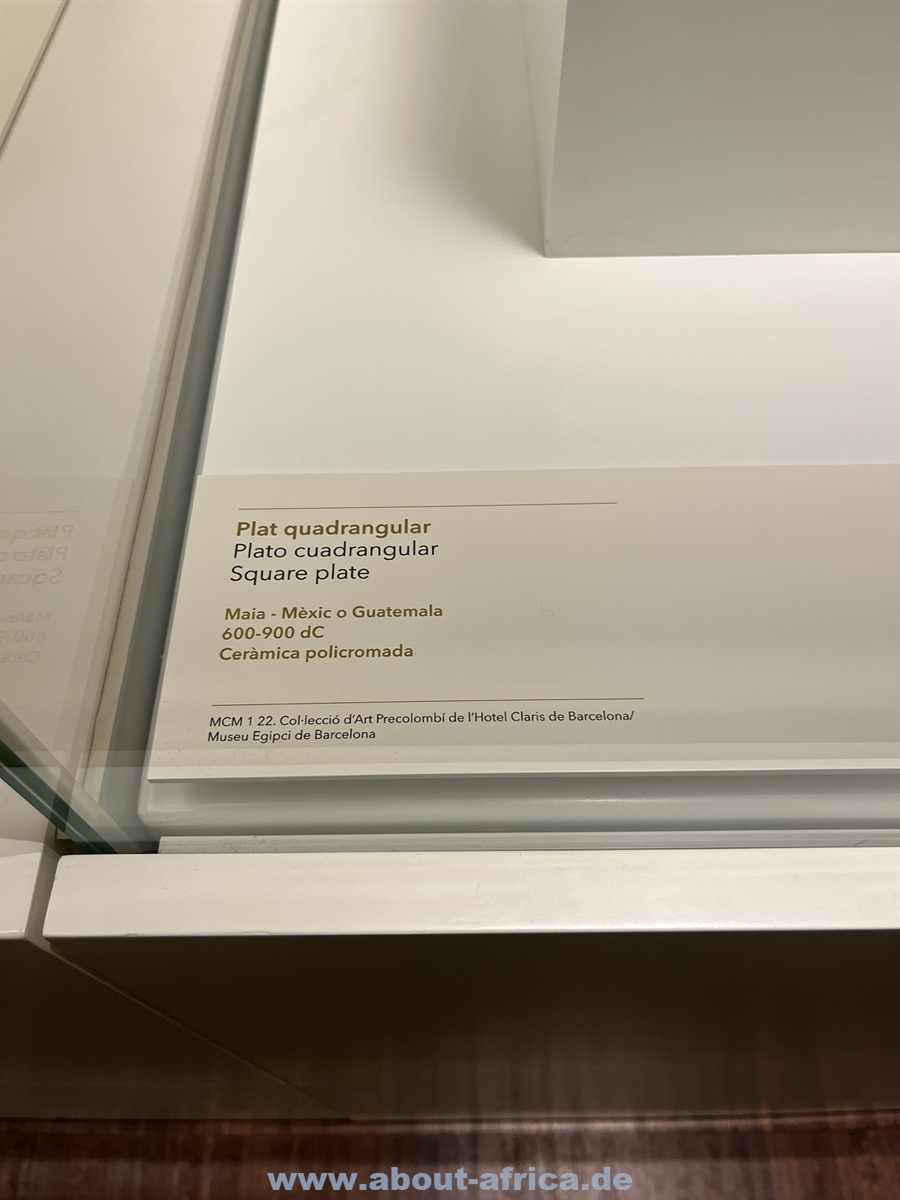 Plat quadrangular
Plato cuadrangular
Square plate
Maia - Mèxic o Guatemala
600-900 dC
Ceràmica policromada
MCM 1 22. Col·lecció d'Art Precolombí de l'Hotel Claris de Barcelona/
Museu Egipci de Barcelona
www.about-africa.de